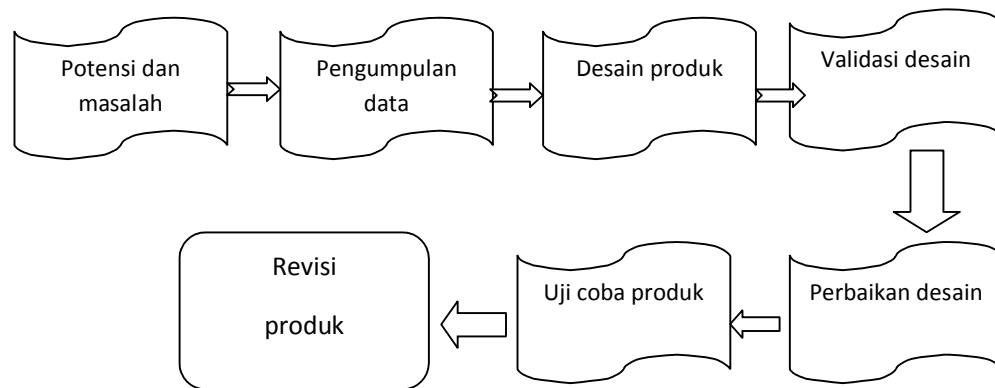 Potensi dan
masalah
Pengumpulan
data
Desain produk
Validasi desain
Perbaikan desain
Uji coba produk
Revisi
produk